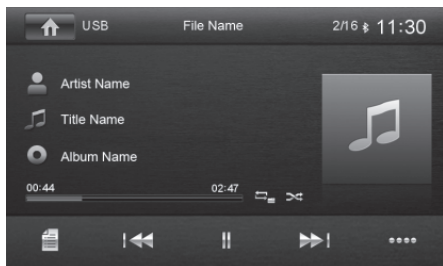 USB File Name 2/16 11:30
Artist Name
Title Name
Album Name
00:44 02:47